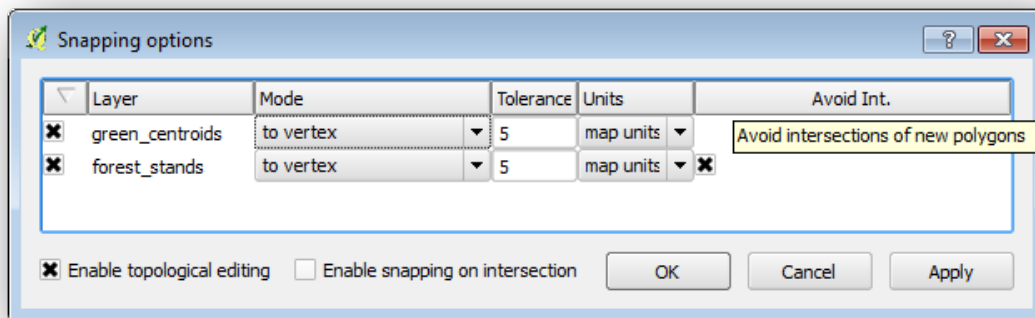 Snapping options
Layer Mode Tolerance Units Avoid Int.
green_centroids to vertex 5 map units
Avoid intersections of new polygons
forest_stands to vertex 5 map units
Enable topological editing Enable snapping on intersection OK Cancel Apply